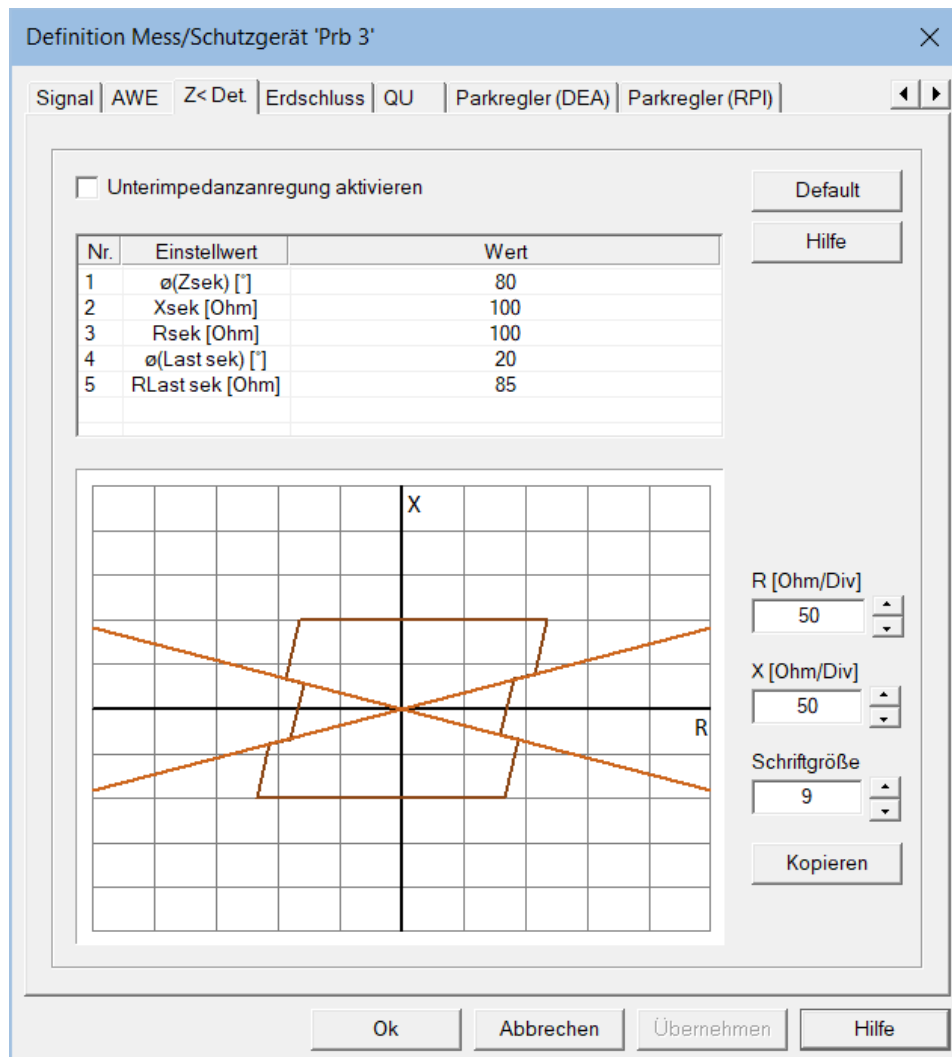 Definition Mess/Schutzgerät 'Prb 3'
Signal AWE Z< Det. Erdschluss QU Parkregler (DEA) Parkregler (RPI)
Unterimpedanzanregung aktivieren
Default
Hilfe
Nr. Einstellwert Wert
1 ø(Zsek) [°] 80
2 Xsek [Ohm] 100
3 Rsek [Ohm] 100
4 ø(Last sek) [°] 20
5 RLast sek [Ohm] 85
X
R
R [Ohm/Div]
50
X [Ohm/Div]
50
Schriftgröße
9
Kopieren
Ok Abbrechen Übernehmen Hilfe